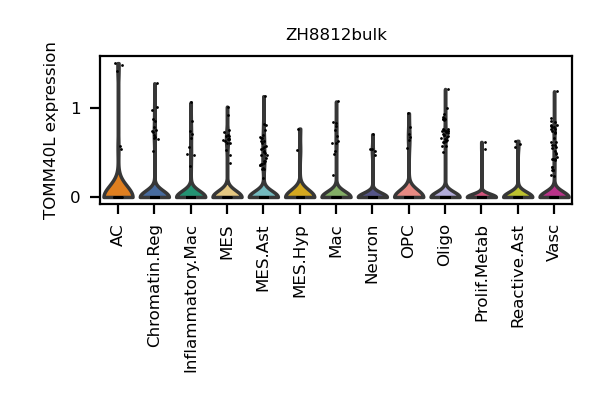 ZH8812bulk
TOMM40L expression
1
0
AC
Chromatin.Reg
Inflammatory.Mac
MES
MES.Ast
MES.Hyp
Mac
Neuron
OPC
Oligo
Prolif.Metab
Reactive.Ast
Vasc